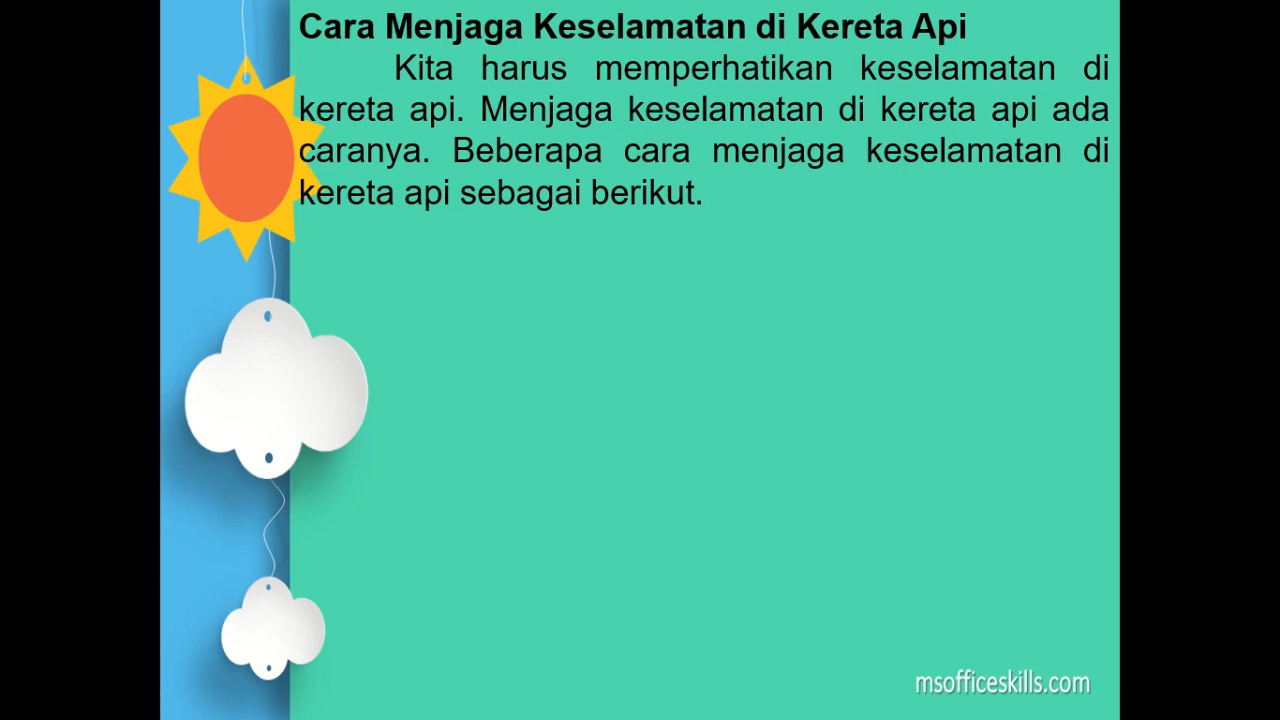 Cara Menjaga Keselamatan di Kereta Api
Kita harus memperhatikan keselamatan di
kereta api. Menjaga keselamatan di kereta api ada
caranya. Beberapa cara menjaga keselamatan di
kereta api sebagai berikut.
msofficeskills.com